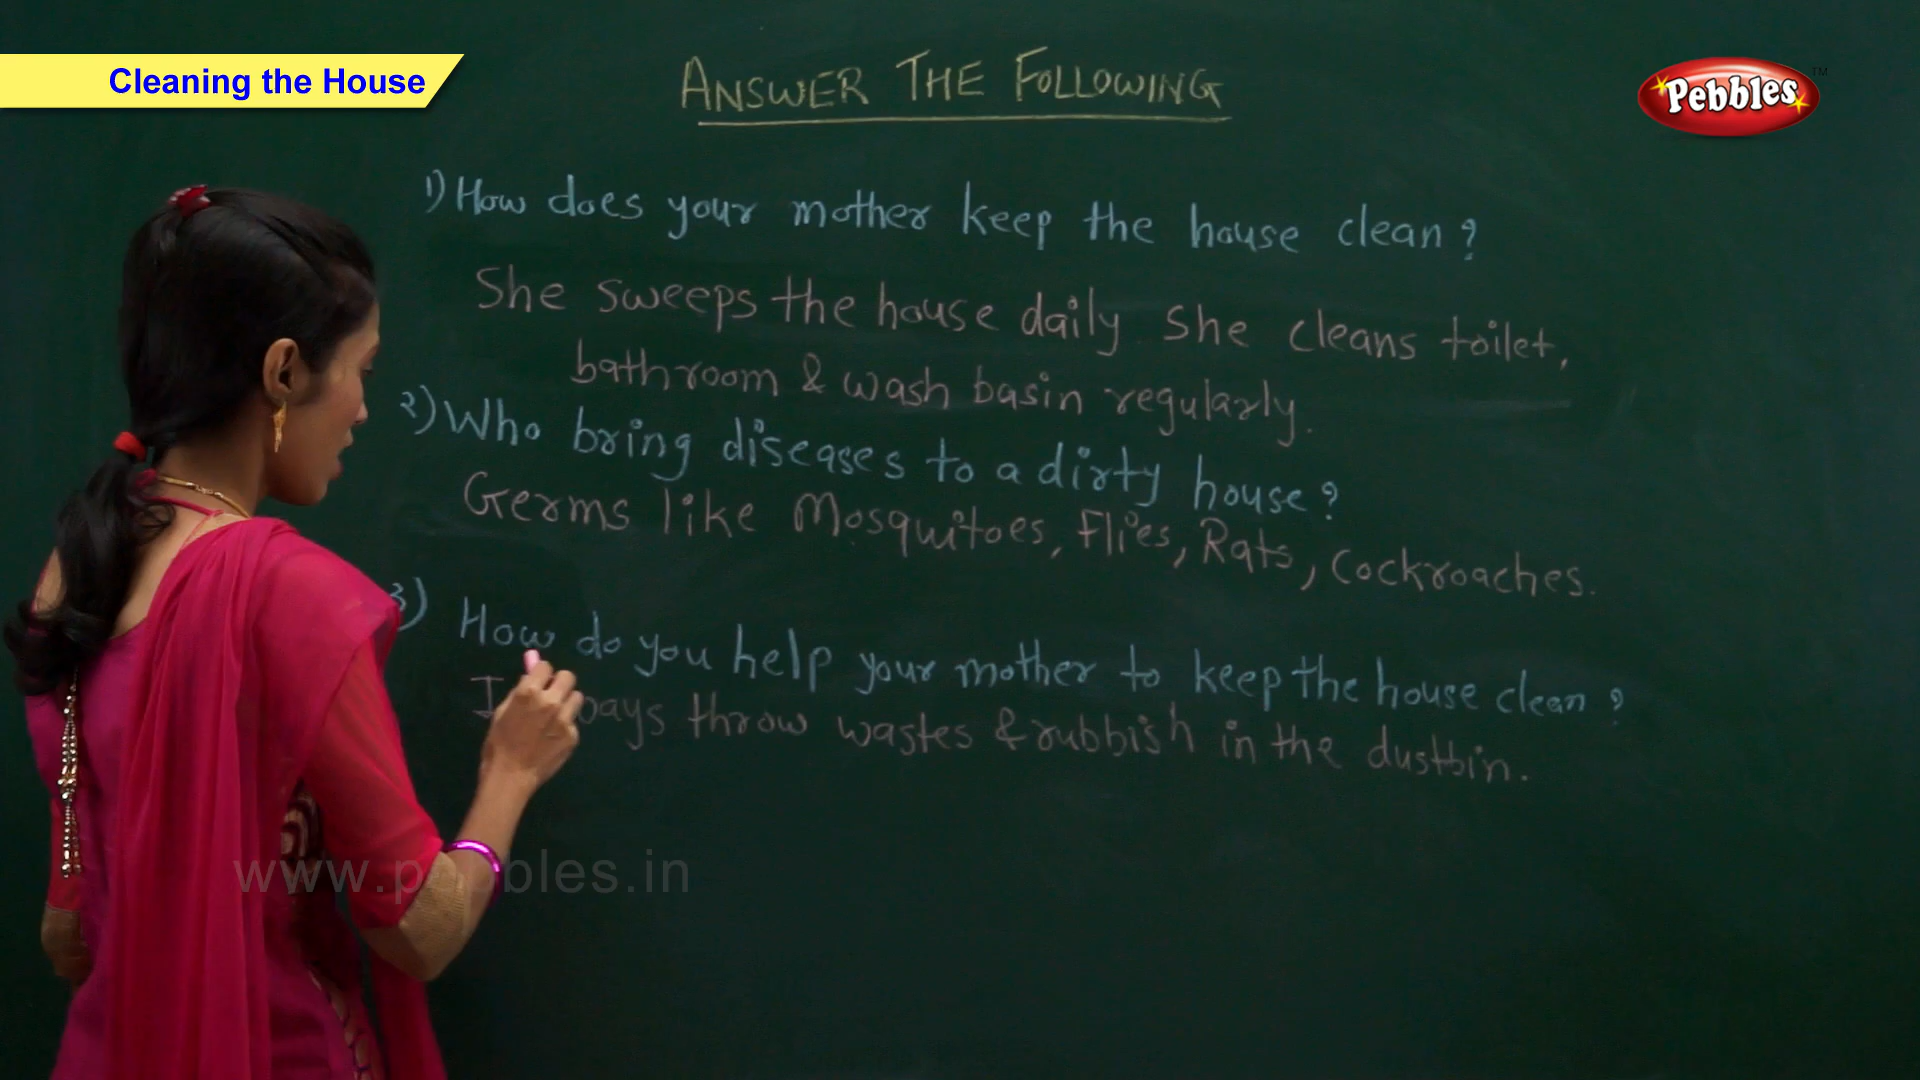 Cleaning the House
ANSWER THE FOLLOWING
Pebbles TM
1) How does your mother keep the house clean?
She sweeps the house daily She cleans toilet,
bathroom & wash basin regularly.
2) Who bring diseases to a dirty house?
Germs like Mosquitoes, Flies, Rats, Cockroaches.
3) How do you help your mother to keep the house clean?
I throw wastes & rubbish in the dustbin.
www.pebbles.in